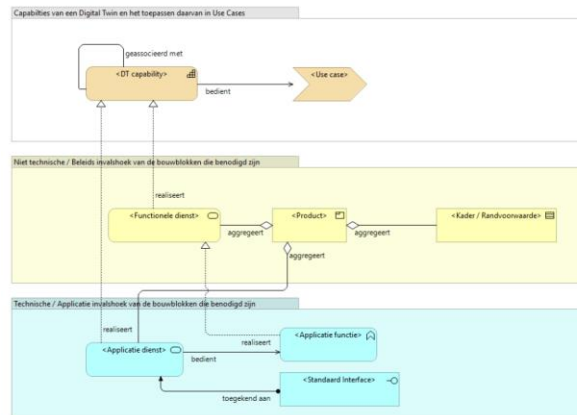 Capabilties van een Digital Twin en het toepassen daarvan in Use Cases
geassocieerd met
<DT capability>
<Use case>
bedient
Niet technische / Beleids invalshoek van de bouwblokken die benodigd zijn
realiseert
<Functionele dienst>
<Product>
<Kader / Randvoorwaarde>
aggregeert
aggregeert
aggregeert
Technische / Applicatie invalshoek van de bouwblokken die benodigd zijn
realiseert
realiseert
<Applicatie functie>
<Applicatie dienst>
bedient
<Standaard Interface>
toegekend aan